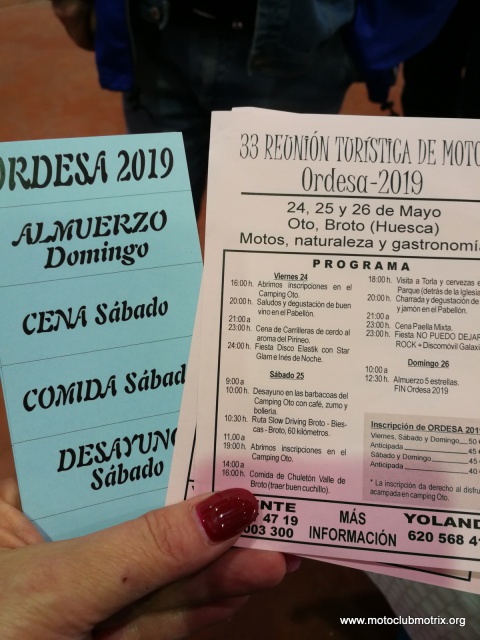 ORDESA 2019
ALMUERZO
Domingo
CENA Sábado
COMIDA Sábad
DESAYUNO
Sábado
33 REUNIÓN TURÍSTICA DE MOTO
Ordesa-2019
24, 25 y 26 de Mayo
Oto, Broto (Huesca)
Motos, naturaleza y gastronomía
PROGRAMA
Viernes 24
16:00 h. Abrimos inscripciones en el
Camping Oto.
20:00 h. Saludos y degustación de buen
vino en el Pabellón.
21:00 a
23:00 h. Cena de Carrilleras de cerdo al
aroma del Pirineo.
24:00 h. Fiesta Disco Elastik con Star
Glam e Inés de Noche.
Sábado 25
9:00 a
10:00 h. Desayuno en las barbacoas del
Camping Oto con café, zumo y
bollería.
10:30 h. Ruta Slow Driving Broto - Bies-
cas - Broto, 60 kilómetros.
11,00 a
19:00 h. Abrimos inscripciones en el
Camping Oto.
14:00 a
16:00 h. Comida de Chuletón Valle de
Broto (traer buen cuchillo).
18:00 h. Visita a Torla y cervezas e
Parque (detrás de la Iglesia
20:00 h. Charrada y degustación de
y jamón en el Pabellón.
21:00 a
23:00 h. Cena Paella Mixta.
23:00 h. Fiesta NO PUEDO DEJAR
ROCK + Discomóvil Galaxi
Domingo 26
10:00 a
12:30 h. Almuerzo 5 estrellas.
FIN Ordesa 2019
Inscripción de ORDESA 2019
Viernes, Sábado y Domingo 50 €
Anticipada 45 €
Sábado y Domingo 45 €
Anticipada 40
* La inscripción da derecho al disfru
acampada en camping Oto.
ENTE
47 19
003 300
MÁS
INFORMACIÓN
YOLAND
620 568 4
www.motoclubmotrix.org